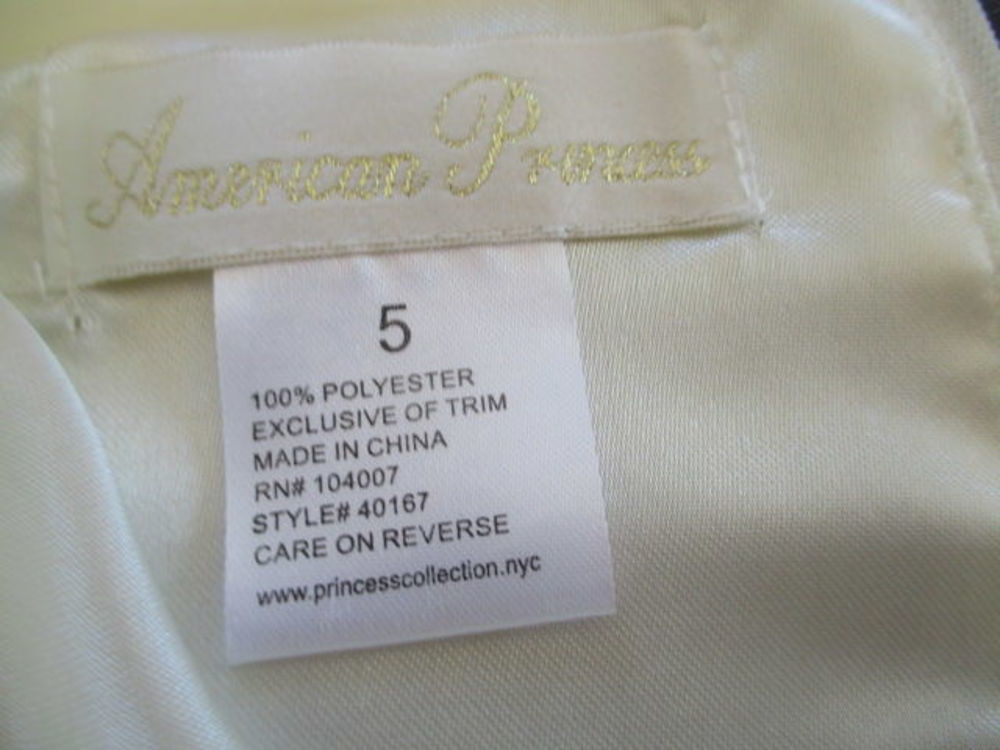 American Princess
5
100% POLYESTER
EXCLUSIVE OF TRIM
MADE IN CHINA
RN# 104007
STYLE# 40167
CARE ON REVERSE
www.princesscollection.nyc